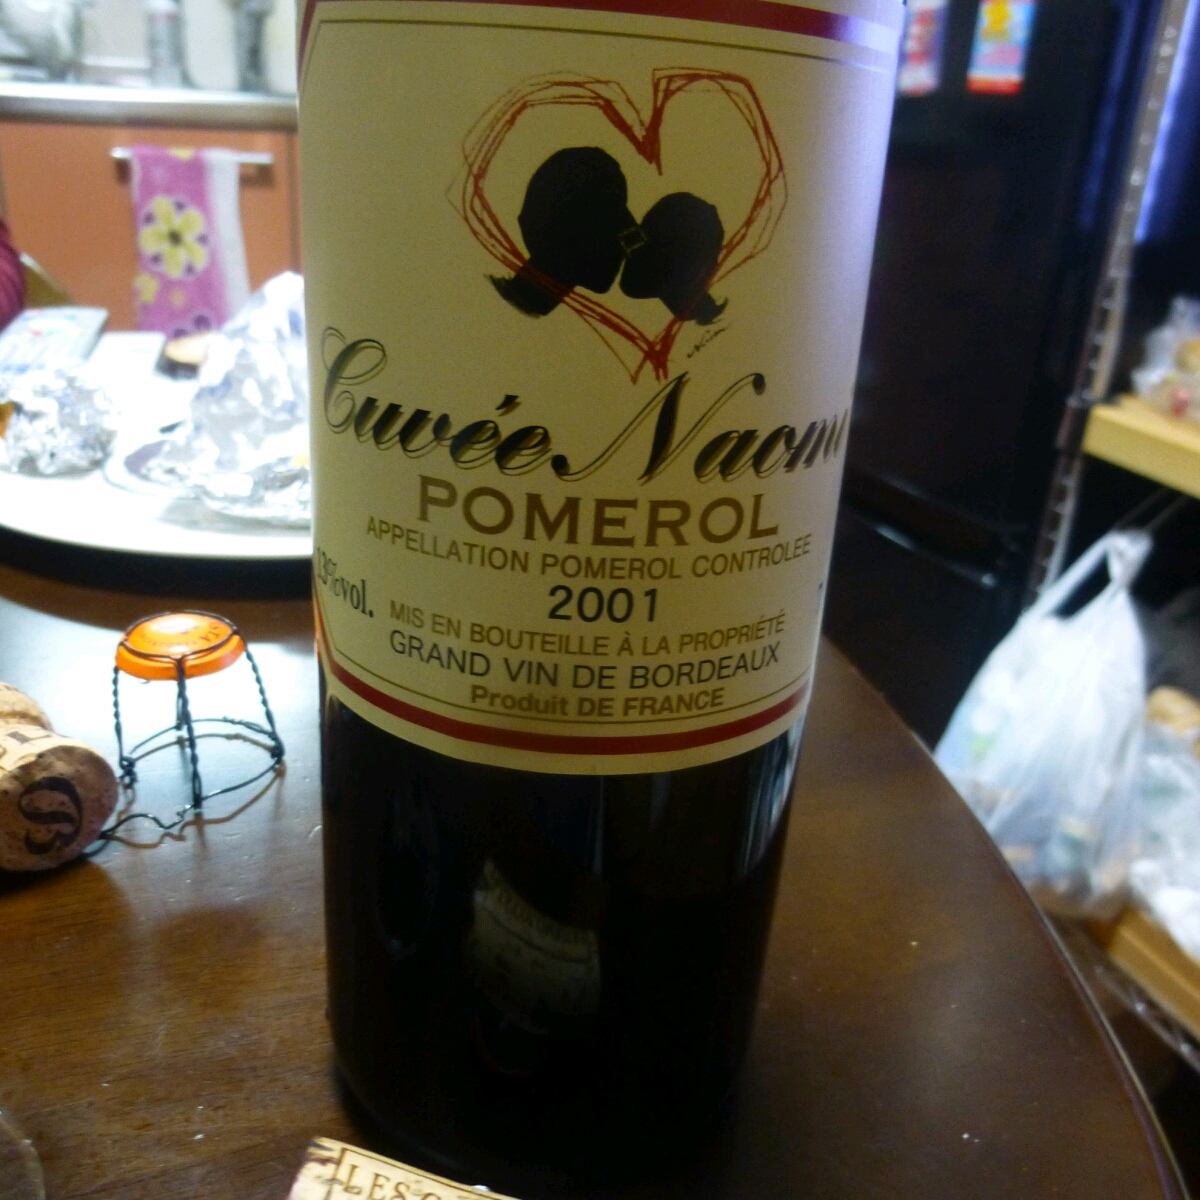 Cuvée Naomi
POMEROL
APPELLATION POMEROL CONTROLEE
13%vol.
2001
MIS EN BOUTEILLE À LA PROPRIÉTÉ
GRAND VIN DE BORDEAUX
Produit DE FRANCE